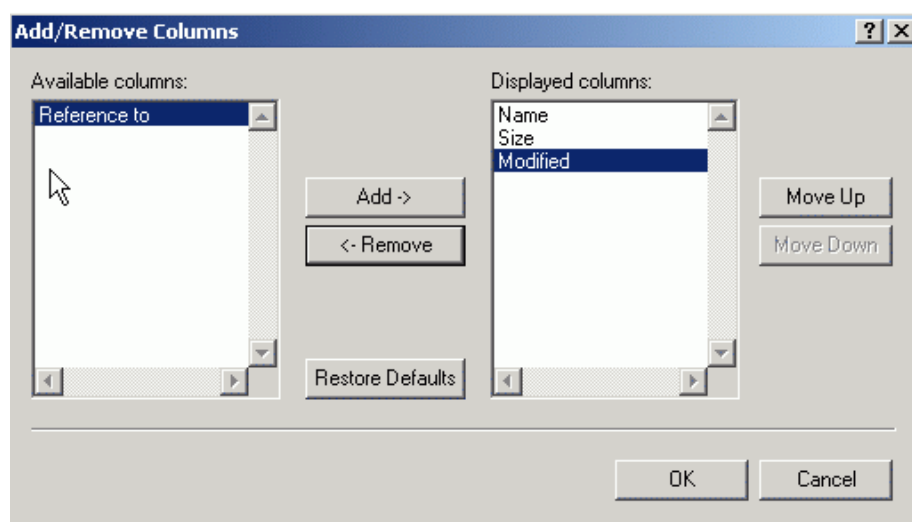 Add/Remove Columns
Available columns:
Reference to
Add ->
<- Remove
Restore Defaults
Displayed columns:
Name
Size
Modified
Move Up
Move Down
OK
Cancel